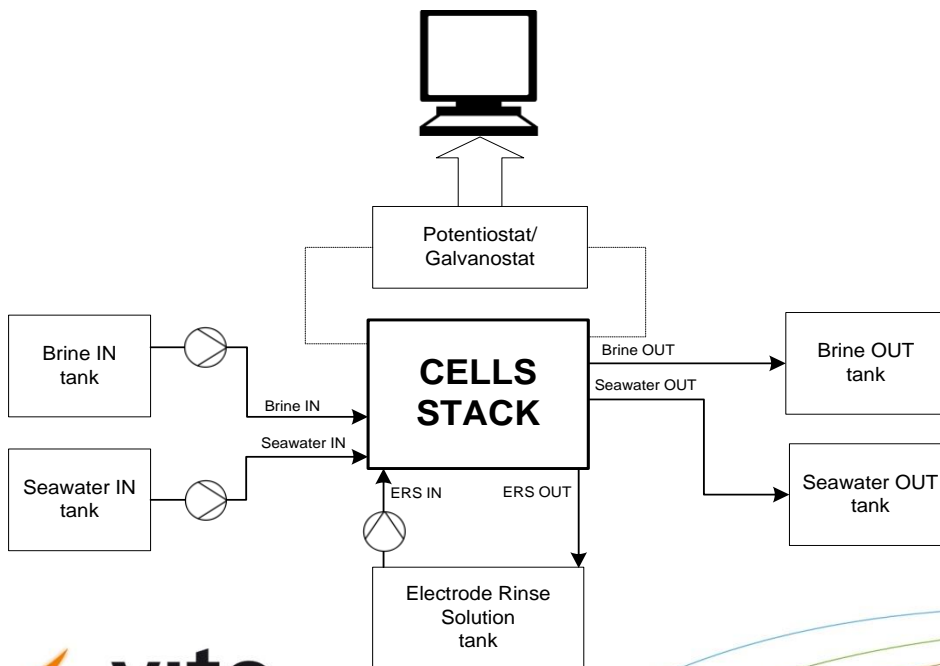 Potentiostat/
Galvanostat
Brine IN
tank
Brine IN
Seawater IN
Seawater IN
tank
CELLS
STACK
Brine OUT
Seawater OUT
Brine OUT
tank
Seawater OUT
tank
ERS IN
ERS OUT
Electrode Rinse
Solution
tank
vito